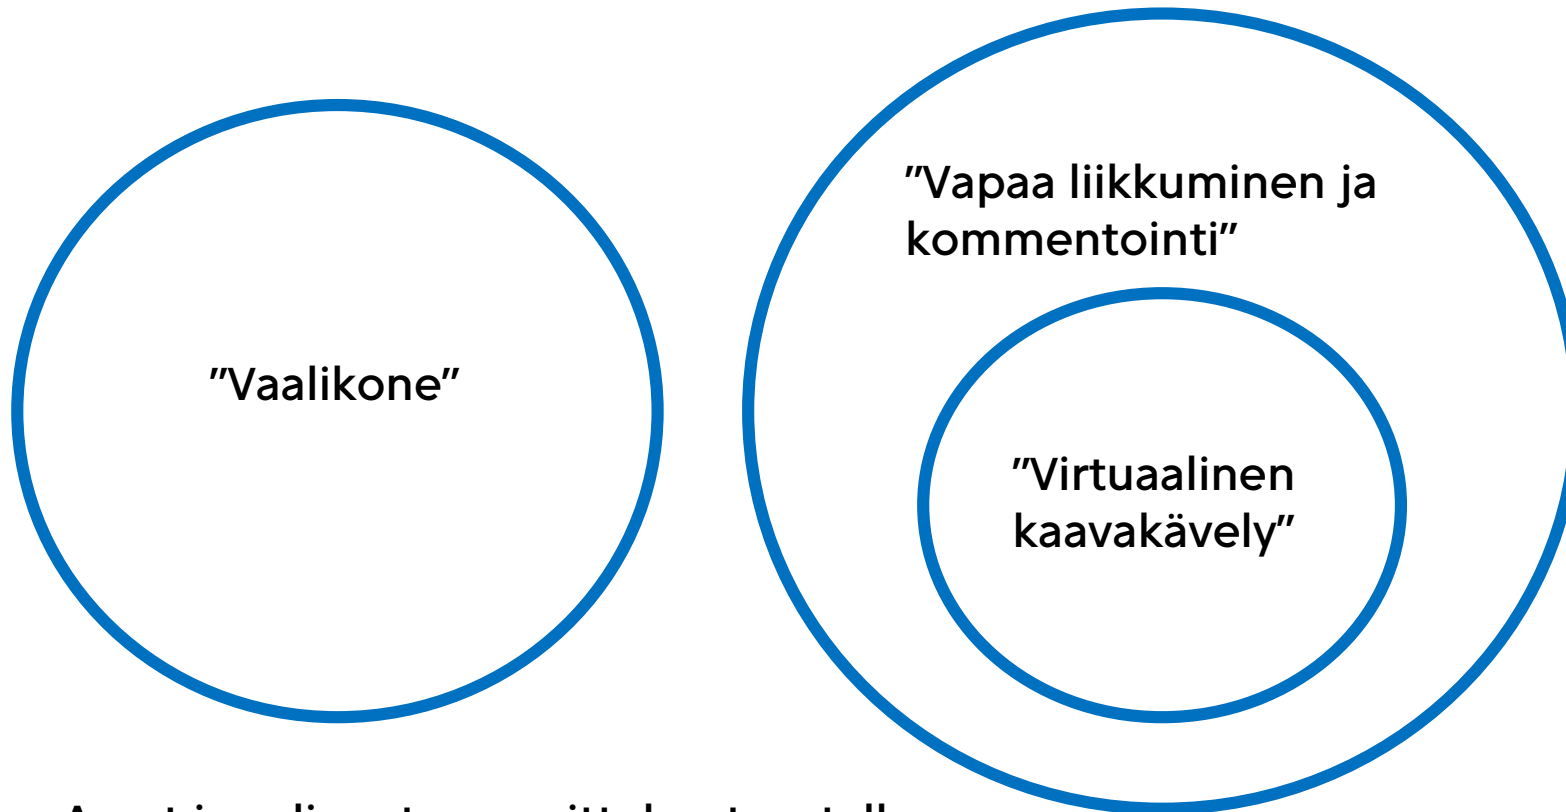 ”Vapaa liikkuminen ja
kommentointi”
”Vaalikone”
”Virtuaalinen
kaavakävely”